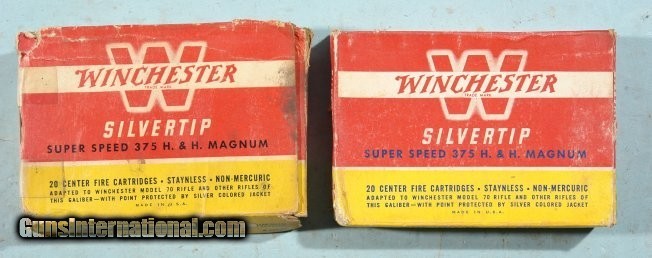 WINCHESTER
TRADE MARK
W
SILVERTIP
SUPER SPEED 375 H. & H. MAGNUM
20 CENTER FIRE CARTRIDGES • STAYNLESS • NON-MERCURIC
ADAPTED TO WINCHESTER MODEL 70 RIFLE AND OTHER RIFLES OF
THIS CALIBER—WITH POINT PROTECTED BY SILVER COLORED JACKET
MADE IN U.S.A.
WINCHESTER
TRADE MARK
W
SILVERTIP
SUPER SPEED 375 H. & H. MAGNUM
20 CENTER FIRE CARTRIDGES • STAYNLESS • NON-MERCURIC
ADAPTED TO WINCHESTER MODEL 70 RIFLE AND OTHER RIFLES OF
THIS CALIBER—WITH POINT PROTECTED BY SILVER COLORED JACKET
MADE IN U.S.A.
GunsInternational.com